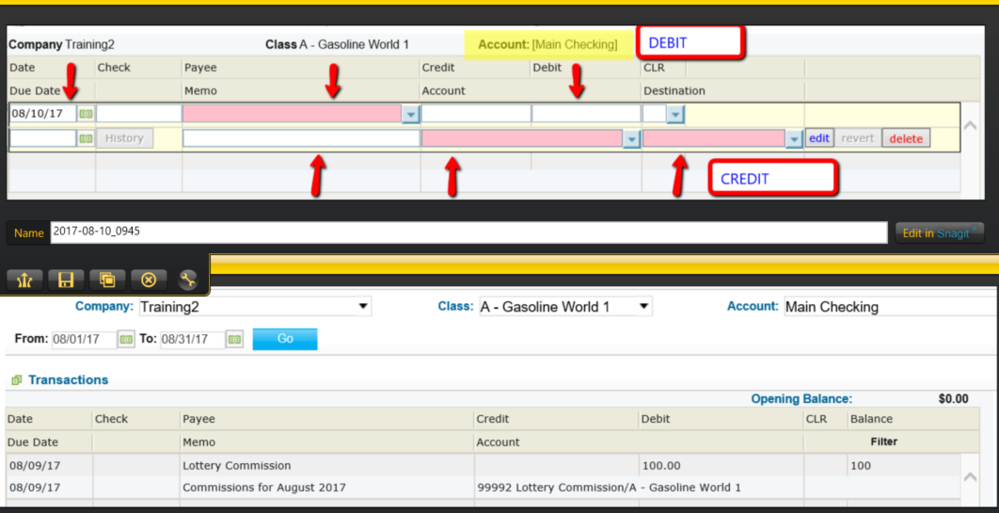 Company Training2 Class A - Gasoline World 1 Account: [Main Checking] DEBIT
Date Check Payee Credit Debit CLR
Due Date Memo Account Destination
08/10/17
History edit revert delete
CREDIT
Name 2017-08-10_0945 Edit in Snagit
Company: Training2 Class: A - Gasoline World 1 Account: Main Checking
From: 08/01/17 To: 08/31/17 Go
Transactions
Opening Balance: $0.00
Date Check Payee Credit Debit CLR Balance
Due Date Memo Account Filter
08/09/17 Lottery Commission 100.00 100
08/09/17 Commissions for August 2017 99992 Lottery Commission/A - Gasoline World 1